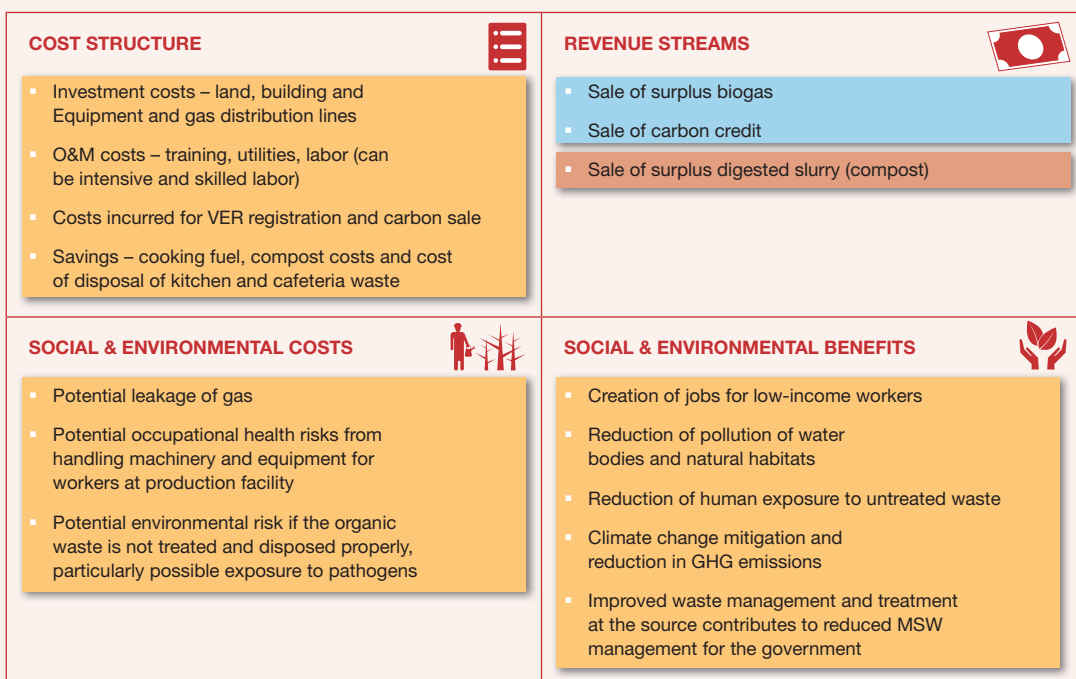 COST STRUCTURE
Investment costs – land, building and
Equipment and gas distribution lines
O&M costs – training, utilities, labor (can
be intensive and skilled labor)
Costs incurred for VER registration and carbon sale
Savings – cooking fuel, compost costs and cost
of disposal of kitchen and cafeteria waste
REVENUE STREAMS
Sale of surplus biogas
Sale of carbon credit
Sale of surplus digested slurry (compost)
SOCIAL & ENVIRONMENTAL COSTS
Potential leakage of gas
Potential occupational health risks from
handling machinery and equipment for
workers at production facility
Potential environmental risk if the organic
waste is not treated and disposed properly,
particularly possible exposure to pathogens
SOCIAL & ENVIRONMENTAL BENEFITS
Creation of jobs for low-income workers
Reduction of pollution of water
bodies and natural habitats
Reduction of human exposure to untreated waste
Climate change mitigation and
reduction in GHG emissions
Improved waste management and treatment
at the source contributes to reduced MSW
management for the government